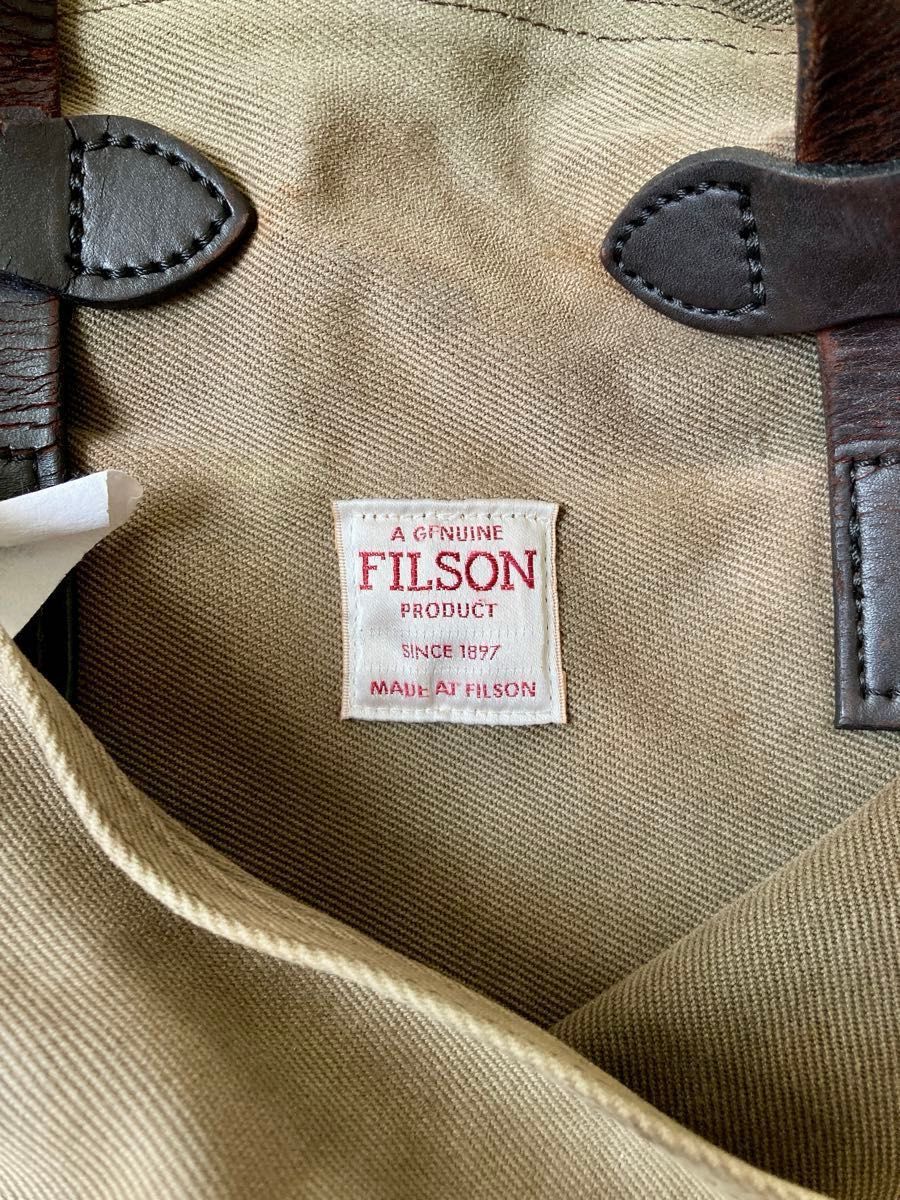 A GENUINE
FILSON
PRODUCT
SINCE 1897
MADE AT FILSON